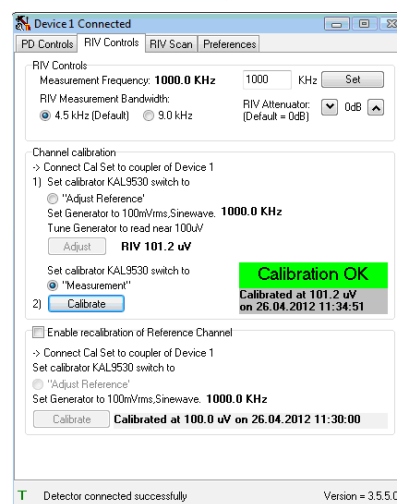 Device 1 Connected
PD Controls RIV Controls RIV Scan Preferences
RIV Controls
Measurement Frequency: 1000.0 KHz 1000 KHz Set
RIV Measurement Bandwidth:
4.5 kHz (Default) 9.0 kHz
RIV Attenuator:
(Default = 0dB) 0dB
Channel calibration
-> Connect Cal Set to coupler of Device 1
1) Set calibrator KAL9530 switch to
"Adjust Reference'
Set Generator to 100mVrms,Sinewave. 1000.0 KHz
Tune Generator to read near 100uV
Adjust RIV 101.2 uV
Set calibrator KAL9530 switch to
"Measurement"
2) Calibrate
Calibration OK
Calibrated at 101.2 uV
on 26.04.2012 11:34:51
Enable recalibration of Reference Channel
-> Connect Cal Set to coupler of Device 1
Set calibrator KAL9530 switch to
"Adjust Reference'
Set Generator to 100mVrms,Sinewave. 1000.0 KHz
Calibrate Calibrated at 100.0 uV on 26.04.2012 11:30:00
T Detector connected successfully Version = 3.5.5.0